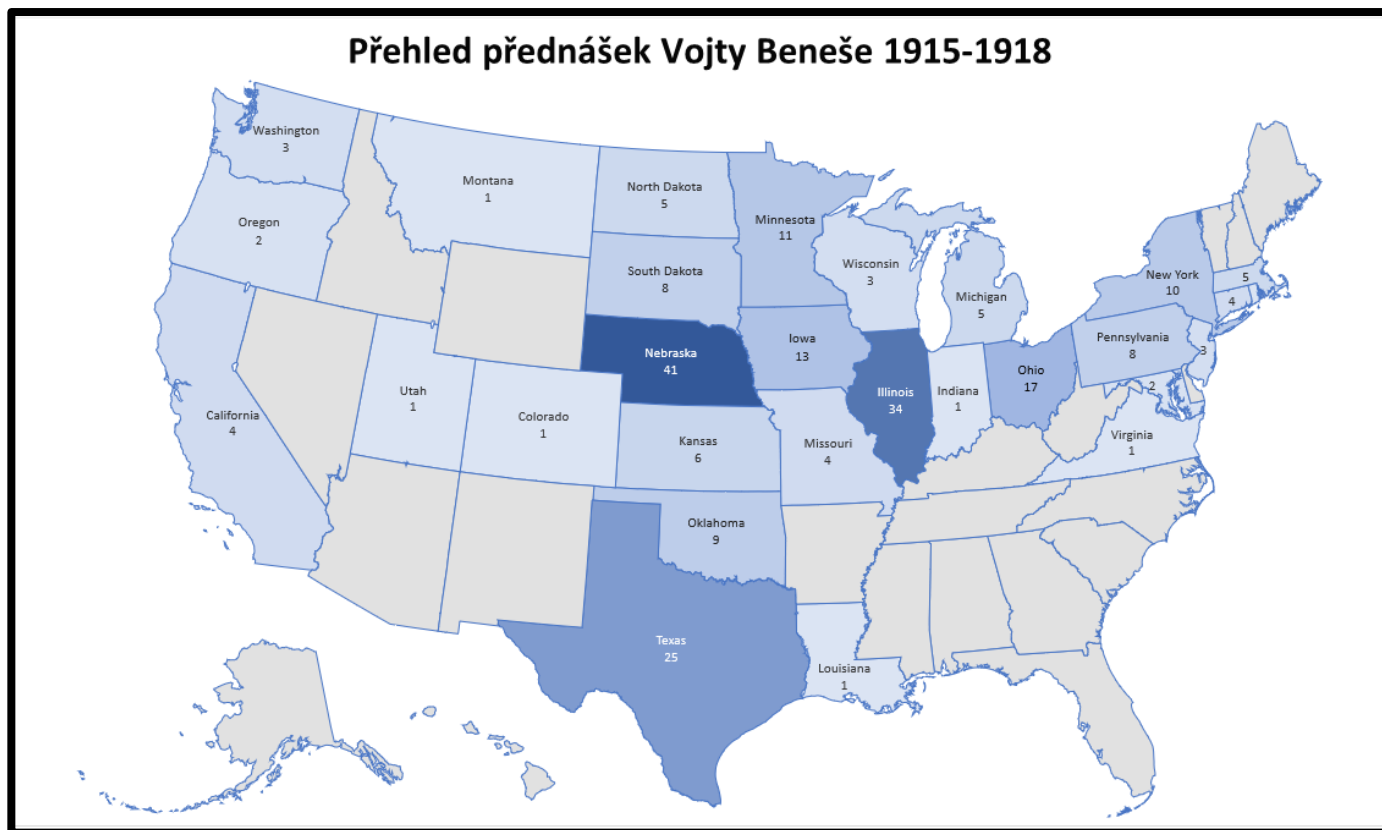 Přehled přednášek Vojty Beneše 1915-1918
Washington
3
Montana
1
North Dakota
5
Minnesota
11
Oregon
2
South Dakota
8
Wisconsin
3
Michigan
5
New York
10
5
4
Nebraska
41
Iowa
13
Illinois
34
Indiana
1
Ohio
17
Pennsylvania
8
3
2
California
4
Utah
1
Colorado
1
Kansas
6
Missouri
4
Virginia
1
Oklahoma
9
Texas
25
Louisiana
1